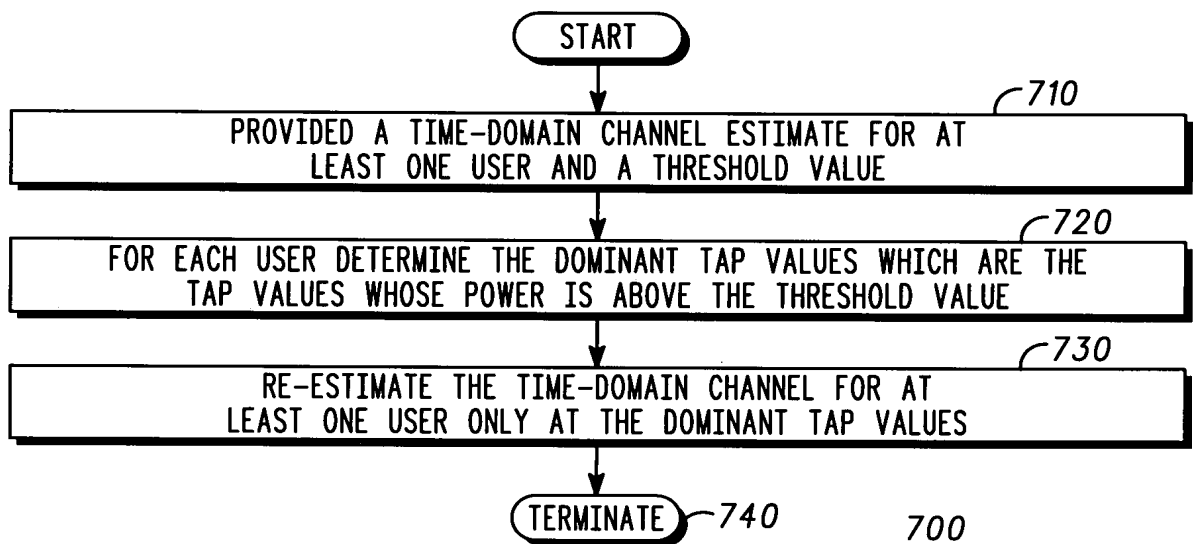 START
710
PROVIDED A TIME-DOMAIN CHANNEL ESTIMATE FOR AT
LEAST ONE USER AND A THRESHOLD VALUE
720
FOR EACH USER DETERMINE THE DOMINANT TAP VALUES WHICH ARE THE
TAP VALUES WHOSE POWER IS ABOVE THE THRESHOLD VALUE
730
RE-ESTIMATE THE TIME-DOMAIN CHANNEL FOR AT
LEAST ONE USER ONLY AT THE DOMINANT TAP VALUES
TERMINATE 740
700